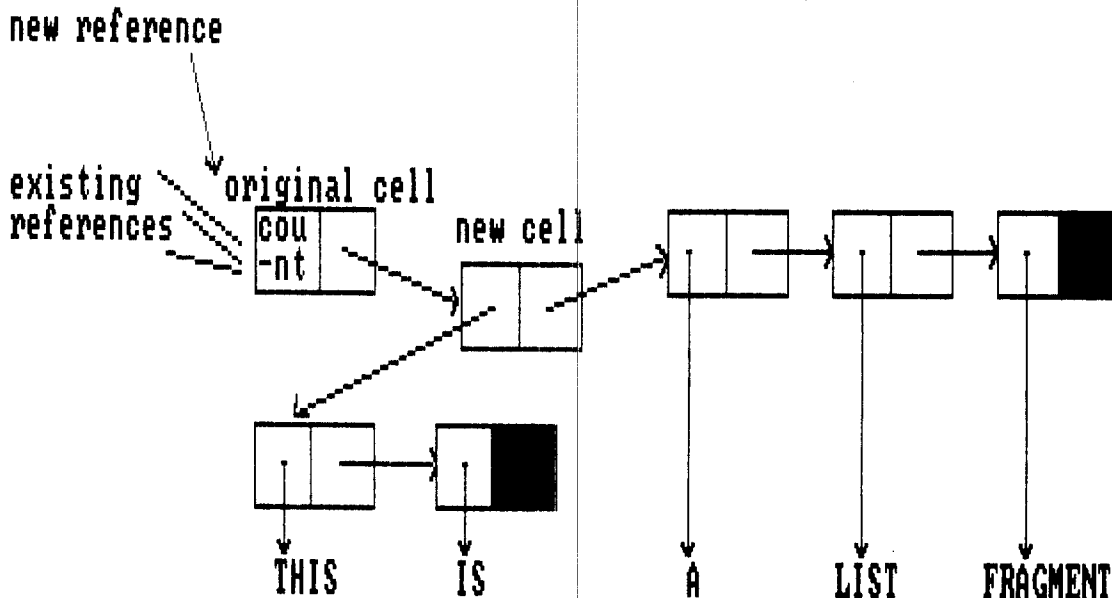 new reference
existing
references
original cell
cou
-nt
new cell
THIS IS A LIST FRAGMENT